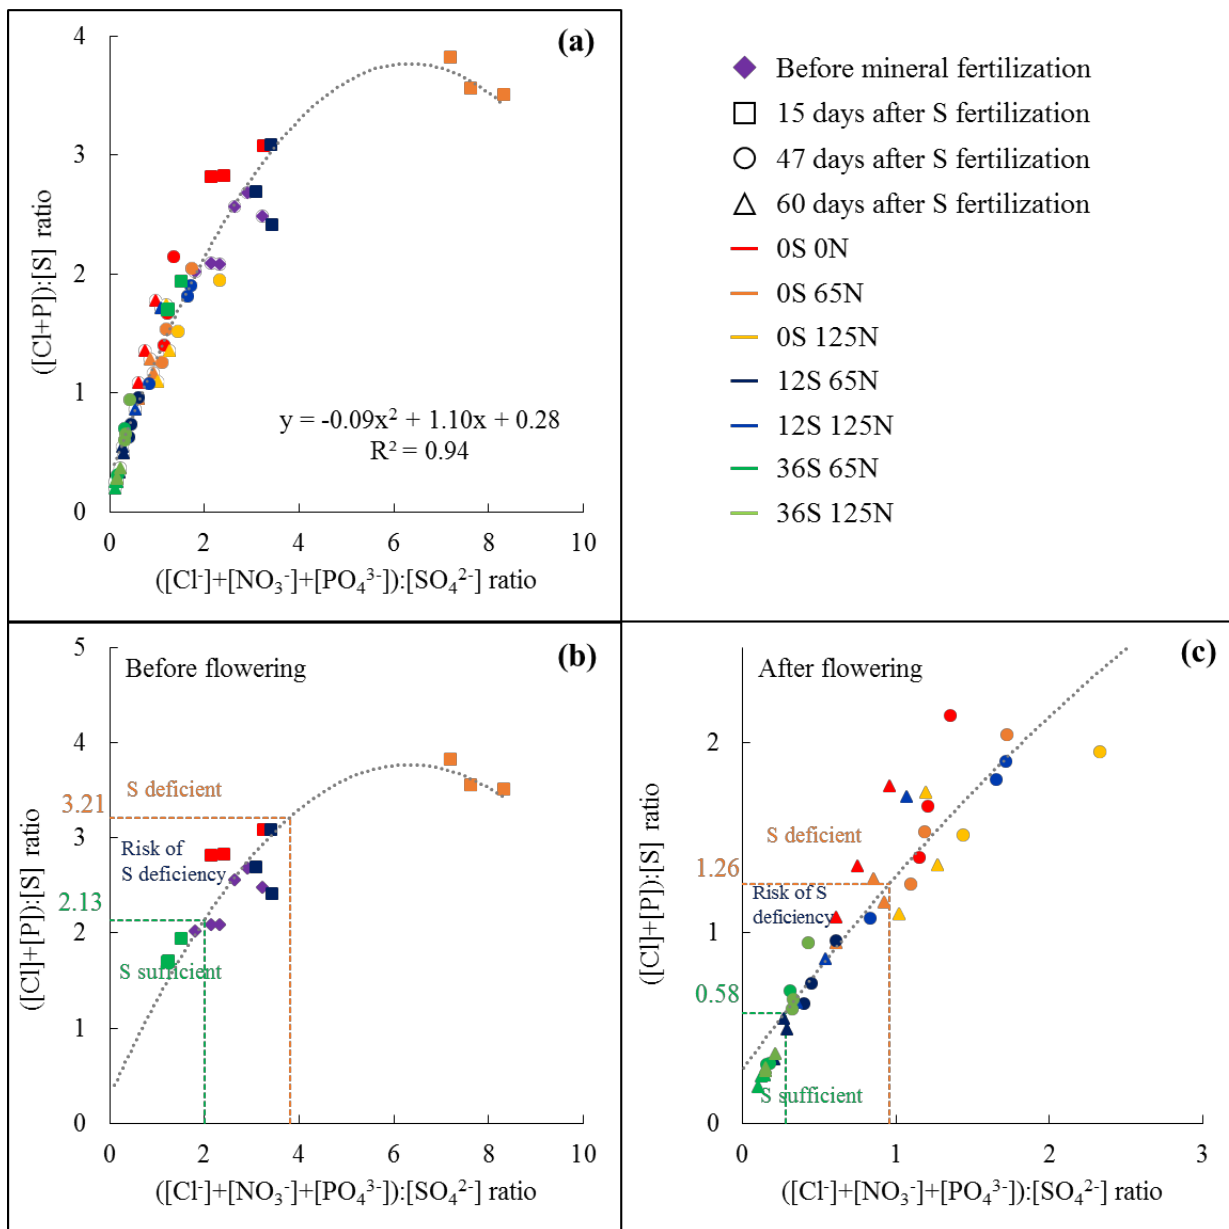 (a)
4
3
2
1
0
([Cl+P]):[S] ratio
y = -0.09x² + 1.10x + 0.28
R² = 0.94
0 2 4 6 8 10
([Cl⁻]+[NO₃⁻]+[PO₄³⁻]):[SO₄²⁻] ratio
Before mineral fertilization
15 days after S fertilization
47 days after S fertilization
60 days after S fertilization
0S 0N
0S 65N
0S 125N
12S 65N
12S 125N
36S 65N
36S 125N
(b)
Before flowering
5
4
3
2
1
0
3.21
2.13
([Cl]+[P]):[S] ratio
S deficient
Risk of
S deficiency
S sufficient
0 2 4 6 8 10
([Cl⁻]+[NO₃⁻]+[PO₄³⁻]):[SO₄²⁻] ratio
(c)
After flowering
2
1
0
1.26
0.58
([Cl]+[P]):[S] ratio
S deficient
Risk of S
deficiency
S sufficient
0 1 2 3
([Cl⁻]+[NO₃⁻]+[PO₄³⁻]):[SO₄²⁻] ratio